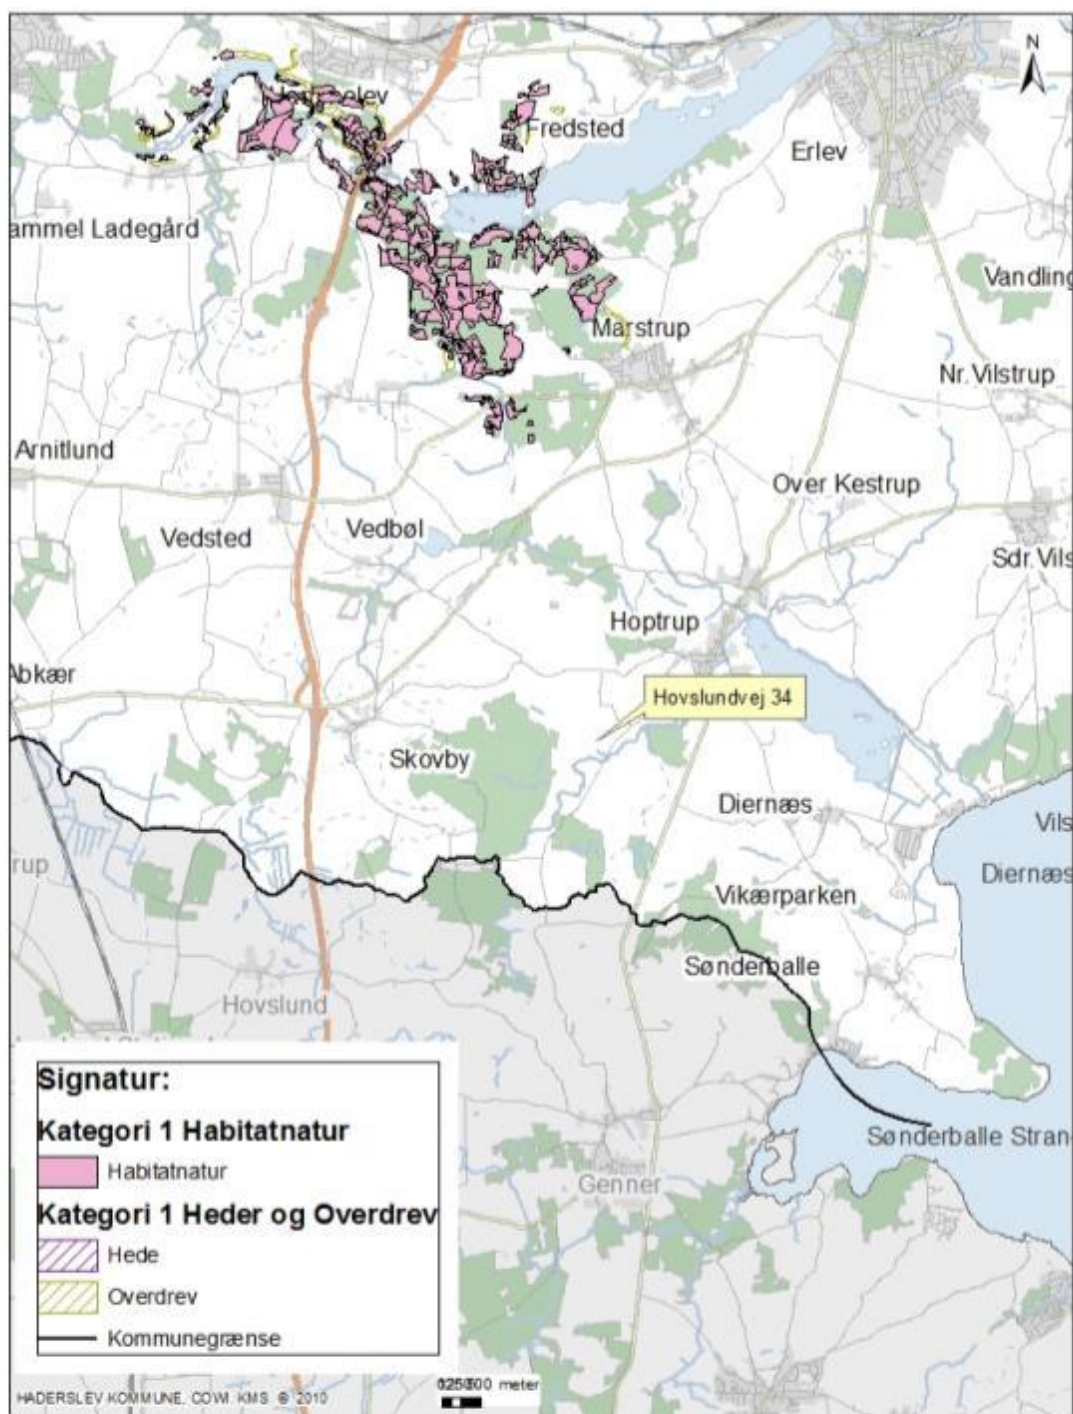 N
Fredsted
Erlev
ammel Ladegård
Vandling
Marstrup
Nr. Vilstrup
Arnitlund
Over Kestrup
Vedsted
Vedbøl
Sdr. Vils
Hoptrup
Abkær
Hovslundvej 34
Skovby
Diernæs
Vils
rup
Diernæs
Vikærparken
Sønderballe
Hovslund
Signatur:
Kategori 1 Habitatnatur
Habitatnatur
Sønderballe Stran
Genner
Kategori 1 Heder og Overdrev
Hede
Overdrev
Kommunegrænse
meter
HADERSLEV KOMMUNE, COWI, KMS © 2010